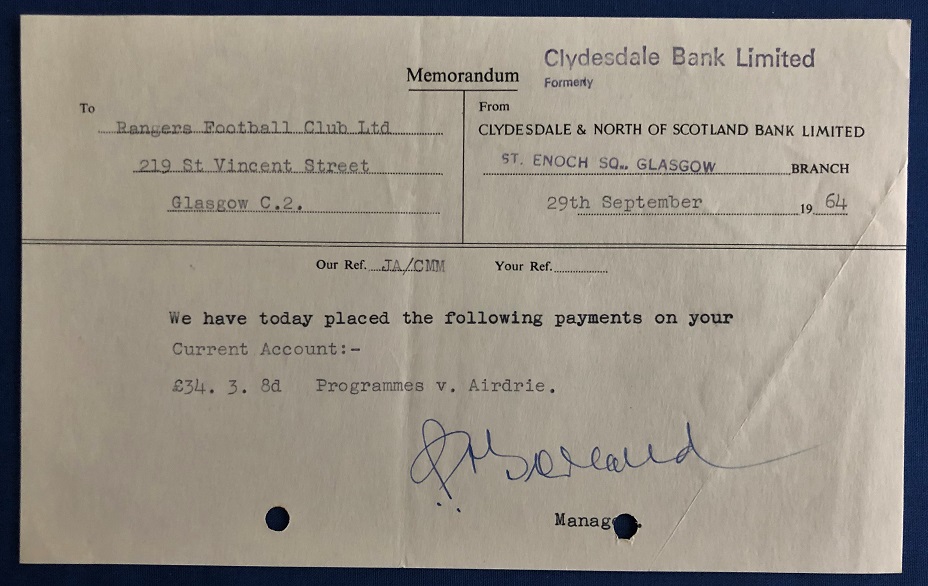 Memorandum
Clydesdale Bank Limited
Formerly
To
Rangers Football Club Ltd
219 St Vincent Street
Glasgow C.2.
From
CLYDESDALE & NORTH OF SCOTLAND BANK LIMITED
ST. ENOCH SQ., GLASGOW BRANCH
29th September 19 64
Our Ref. JA/CMM Your Ref.
We have today placed the following payments on your
Current Account:-
£34. 3. 8d Programmes v. Airdrie.